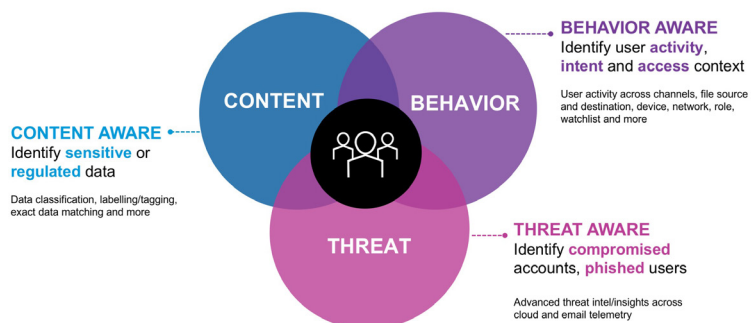 BEHAVIOR AWARE
Identify user activity,
intent and access context
User activity across channels, file source
and destination, device, network, role,
watchlist and more
CONTENT
BEHAVIOR
CONTENT AWARE
Identify sensitive or
regulated data
Data classification, labelling/tagging,
exact data matching and more
THREAT
THREAT AWARE
Identify compromised
accounts, phished users
Advanced threat intel/insights across
cloud and email telemetry